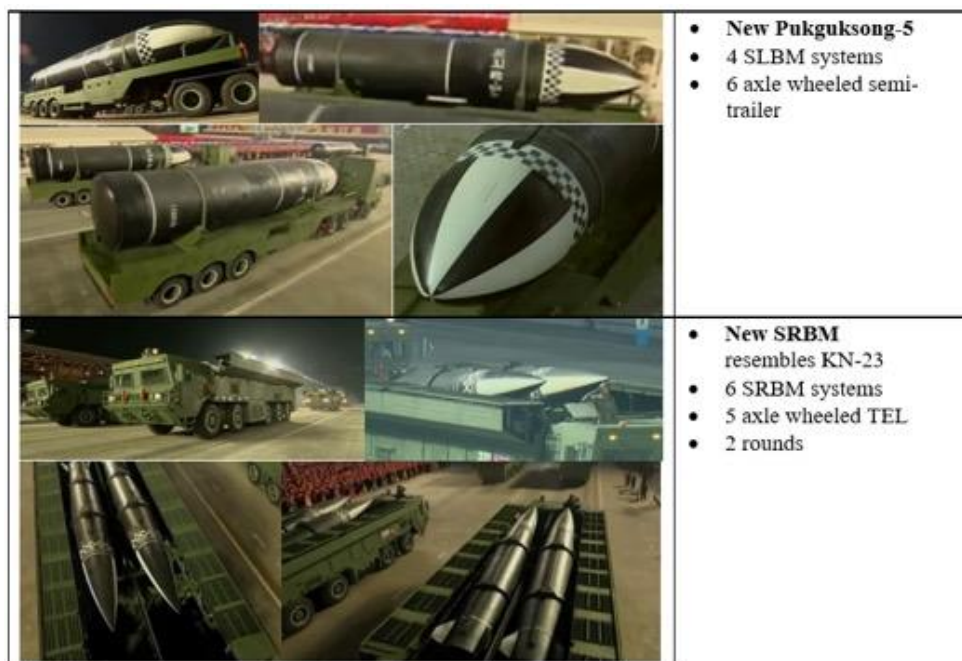 New Pukguksong-5
4 SLBM systems
6 axle wheeled semi-
trailer
New SRBM
resembles KN-23
6 SRBM systems
5 axle wheeled TEL
2 rounds